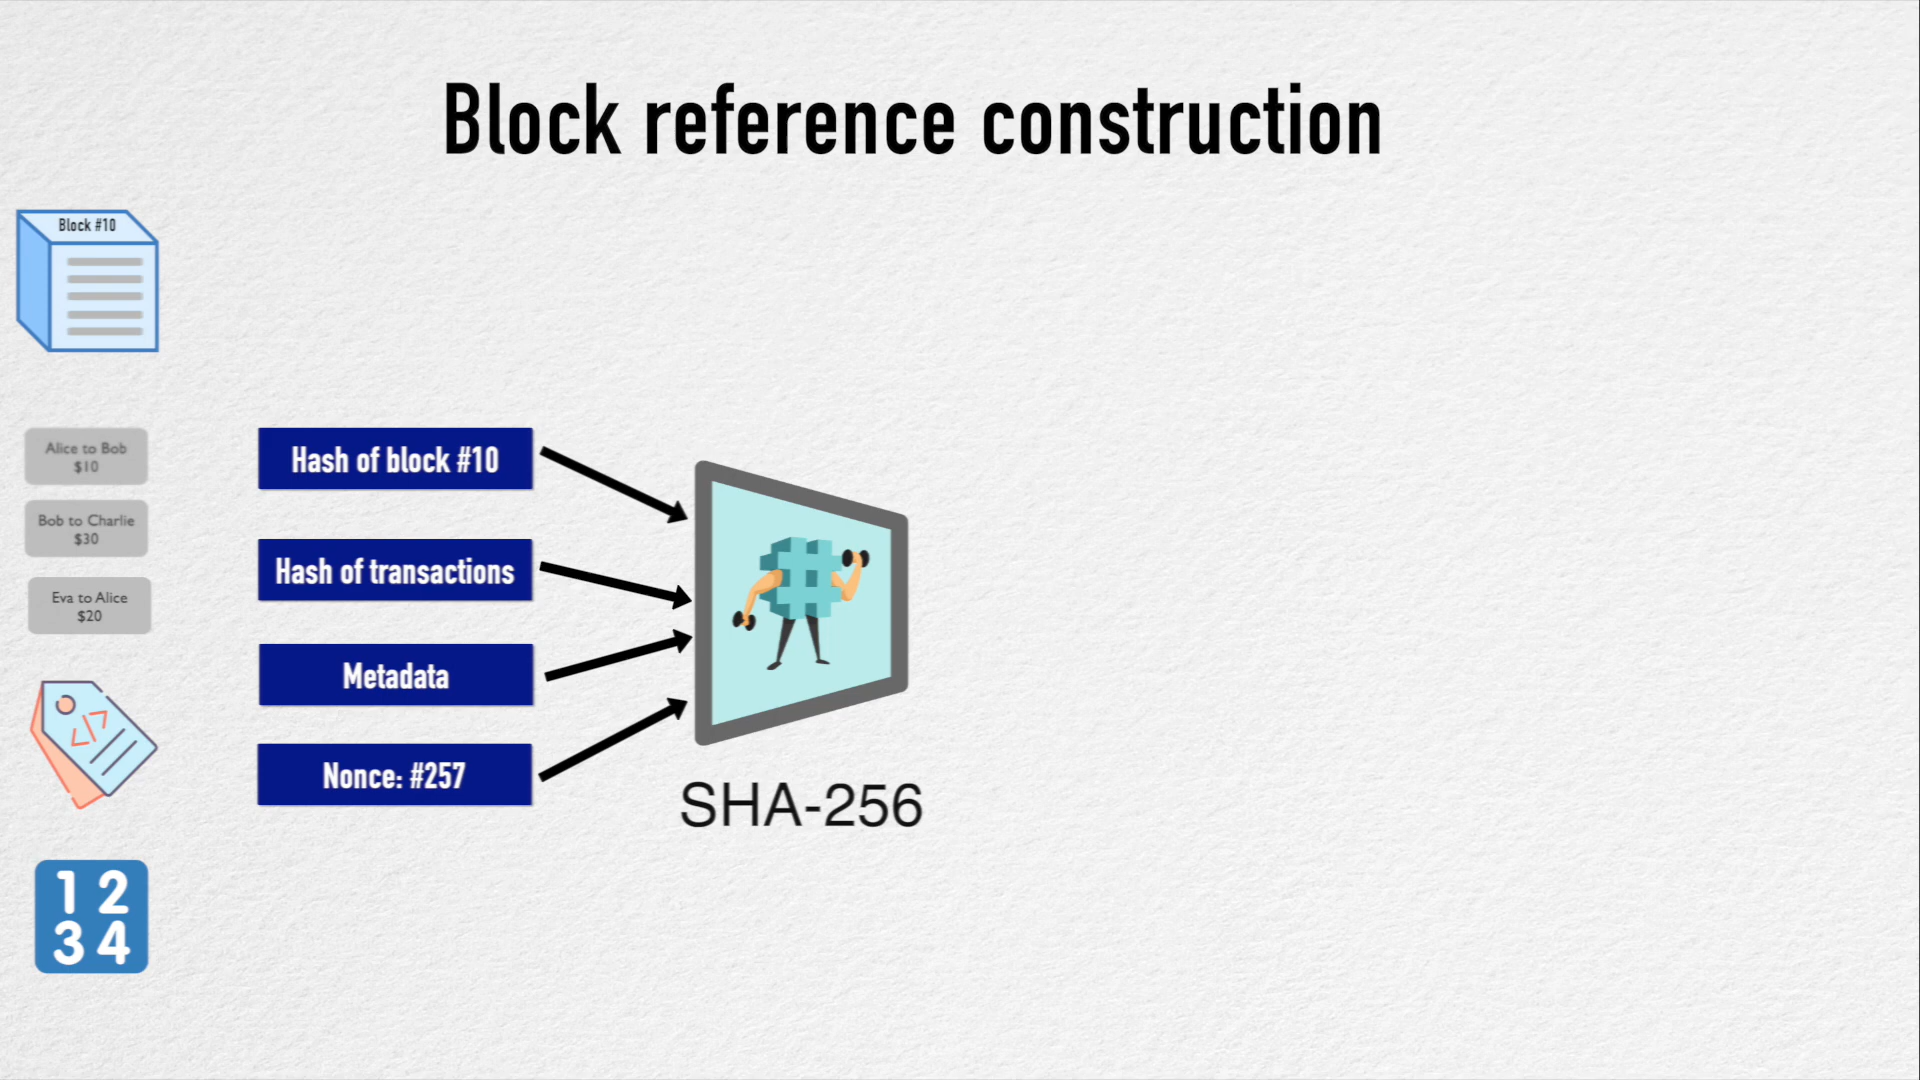 Block reference construction
Block #10
Alice to Bob
$10
Bob to Charlie
$30
Eva to Alice
$20
Hash of block #10
Hash of transactions
Metadata
Nonce: #257
SHA-256
1 2
3 4